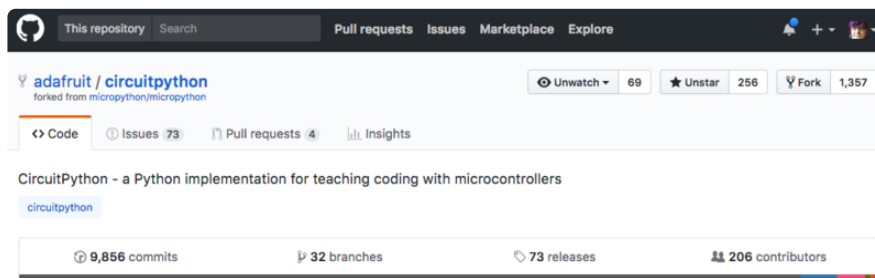 This repository Search Pull requests Issues Marketplace Explore
adafruit / circuitpython Unwatch 69 Unstar 256 Fork 1,357
forked from micropython/micropython
Code Issues 73 Pull requests 4 Insights
CircuitPython - a Python implementation for teaching coding with microcontrollers
circuitpython
9,856 commits 32 branches 73 releases 206 contributors